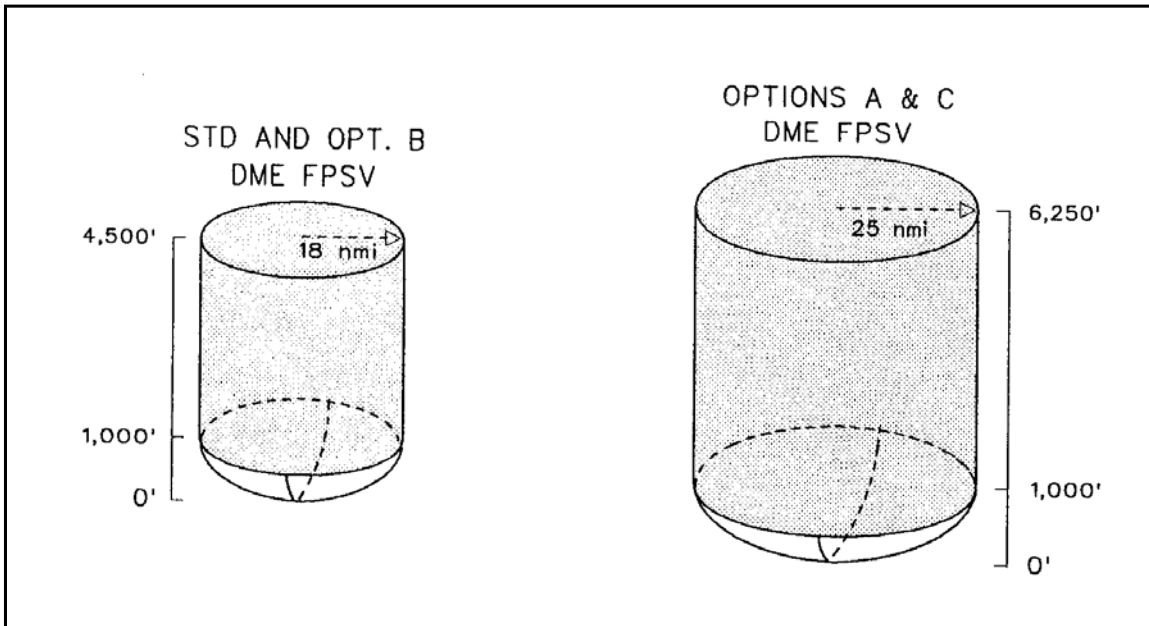 STD AND OPT. B
DME FPSV
4,500'
18 nmi
1,000'
0'
OPTIONS A & C
DME FPSV
6,250'
25 nmi
1,000'
0'